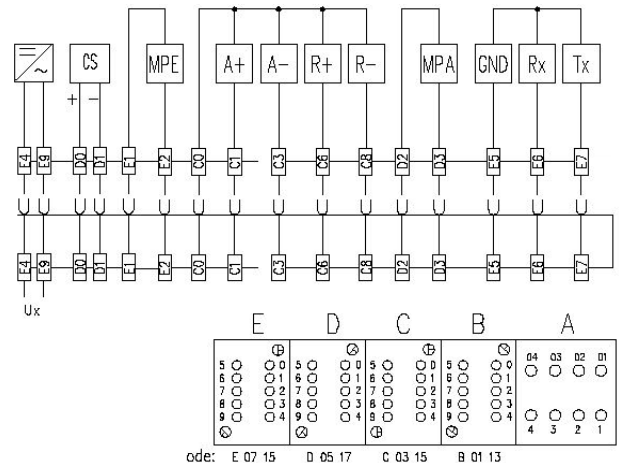 CS MPE A+ A- R+ R- MPA GND Rx Tx
+ -
E4 E9 D0 D1 E1 E2 C0 C1 C3 C6 C8 D2 D3 E5 E6 E7
E4 E9 D0 D1 E1 E2 C0 C1 C3 C6 C8 D2 D3 E5 E6 E7
Ux
E D C B A
5 0 5 0 5 0 5 0 04 03 02 01
6 1 6 1 6 1 6 1
7 2 7 2 7 2 7 2
8 3 8 3 8 3 8 3
9 4 9 4 9 4 9 4 4 3 2 1
ode: E 07 15 D 05 17 C 03 15 B 01 13